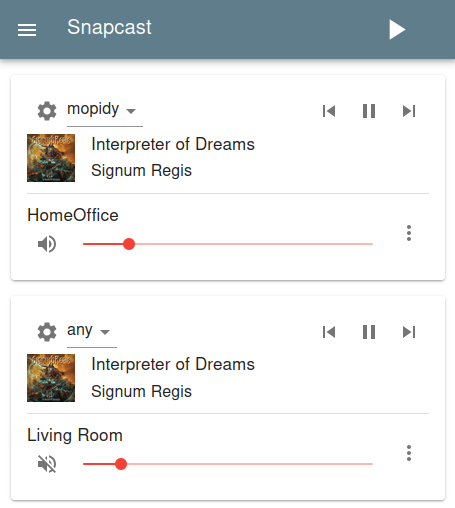 Snapcast
mopidy
Interpreter of Dreams
Signum Regis
HomeOffice
any
Interpreter of Dreams
Signum Regis
Living Room